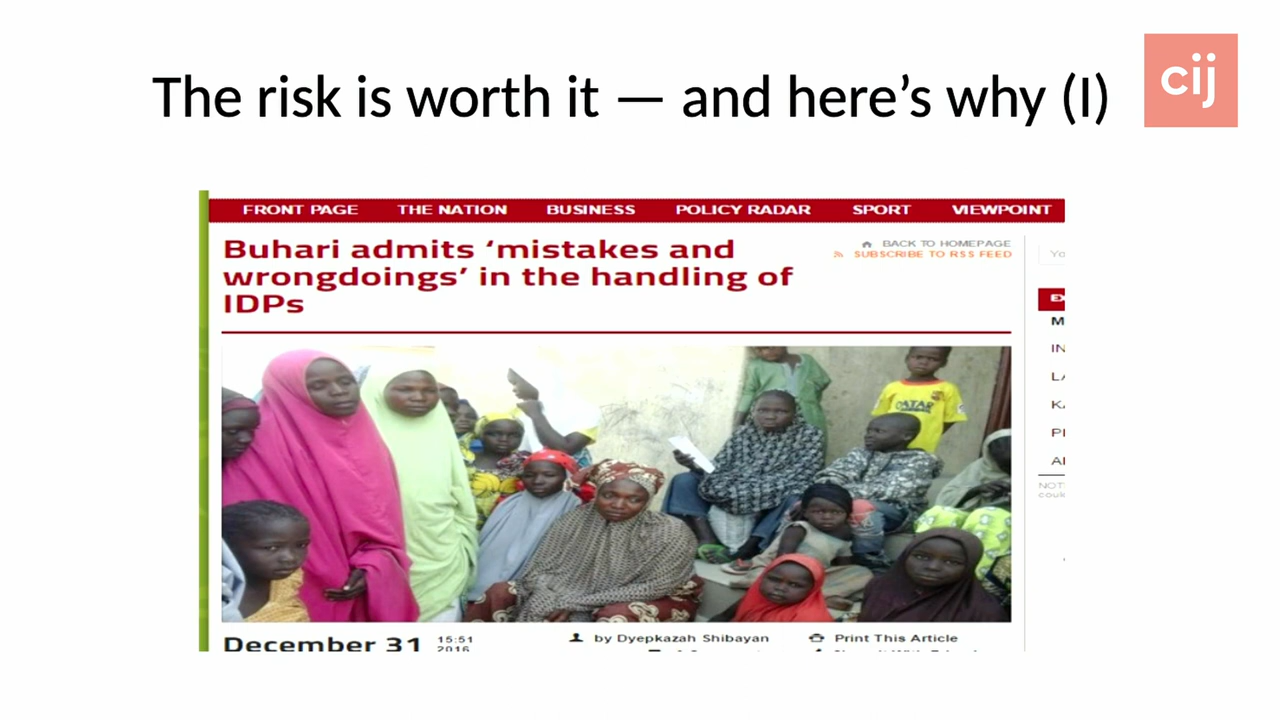 The risk is worth it — and here’s why (I)
cij
FRONT PAGE THE NATION BUSINESS POLICY RADAR SPORT VIEWPOINT
Buhari admits ‘mistakes and
wrongdoings’ in the handling of
IDPs
BACK TO HOMEPAGE
SUBSCRIBE TO RSS FEED
QATAR
December 31 15:51
2016
by Dyepkazah Shibayan
Print This Article